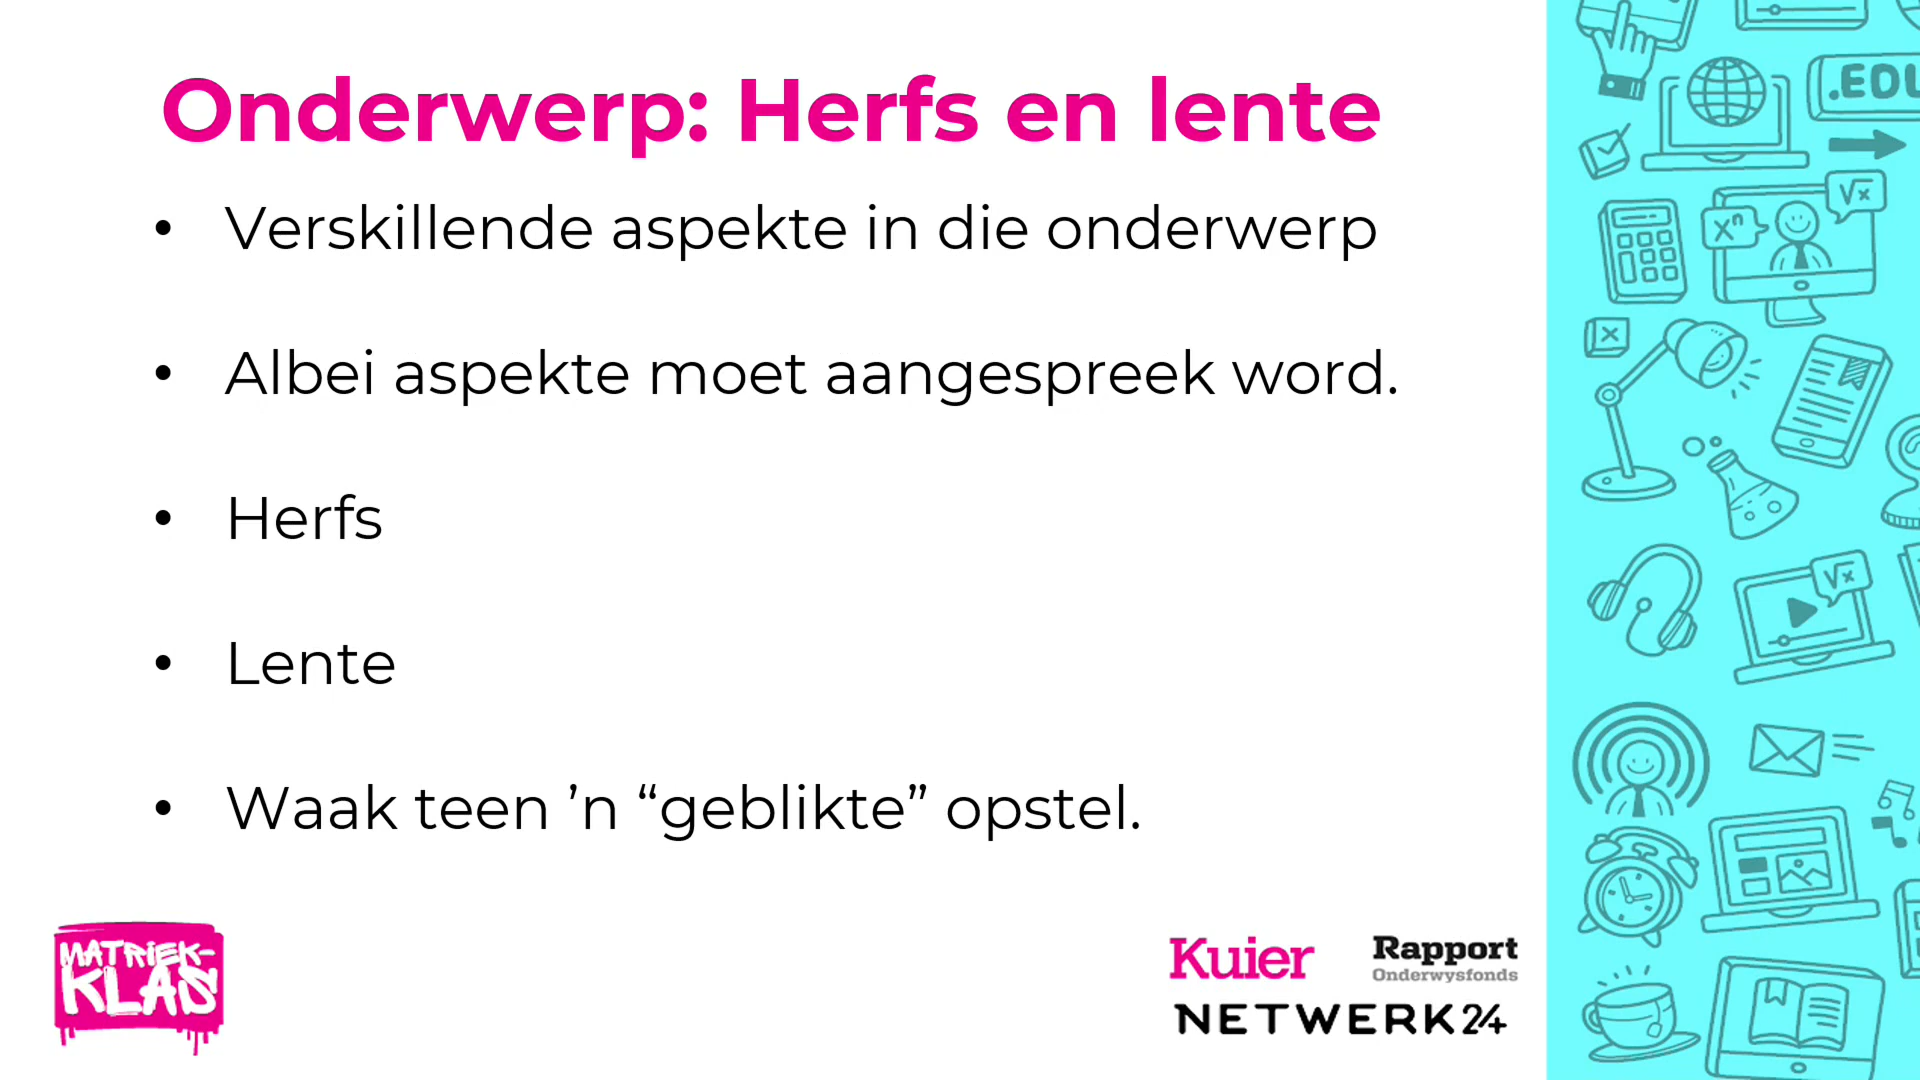 Onderwerp: Herfs en lente
• Verskillende aspekte in die onderwerp
• Albei aspekte moet aangespreek word.
• Herfs
• Lente
• Waak teen ’n “geblikte” opstel.
MATRIEK-
KLAS
Kuier
Rapport
Onderwysfonds
NETWERK24
.EDU
√x
xⁿ
√x